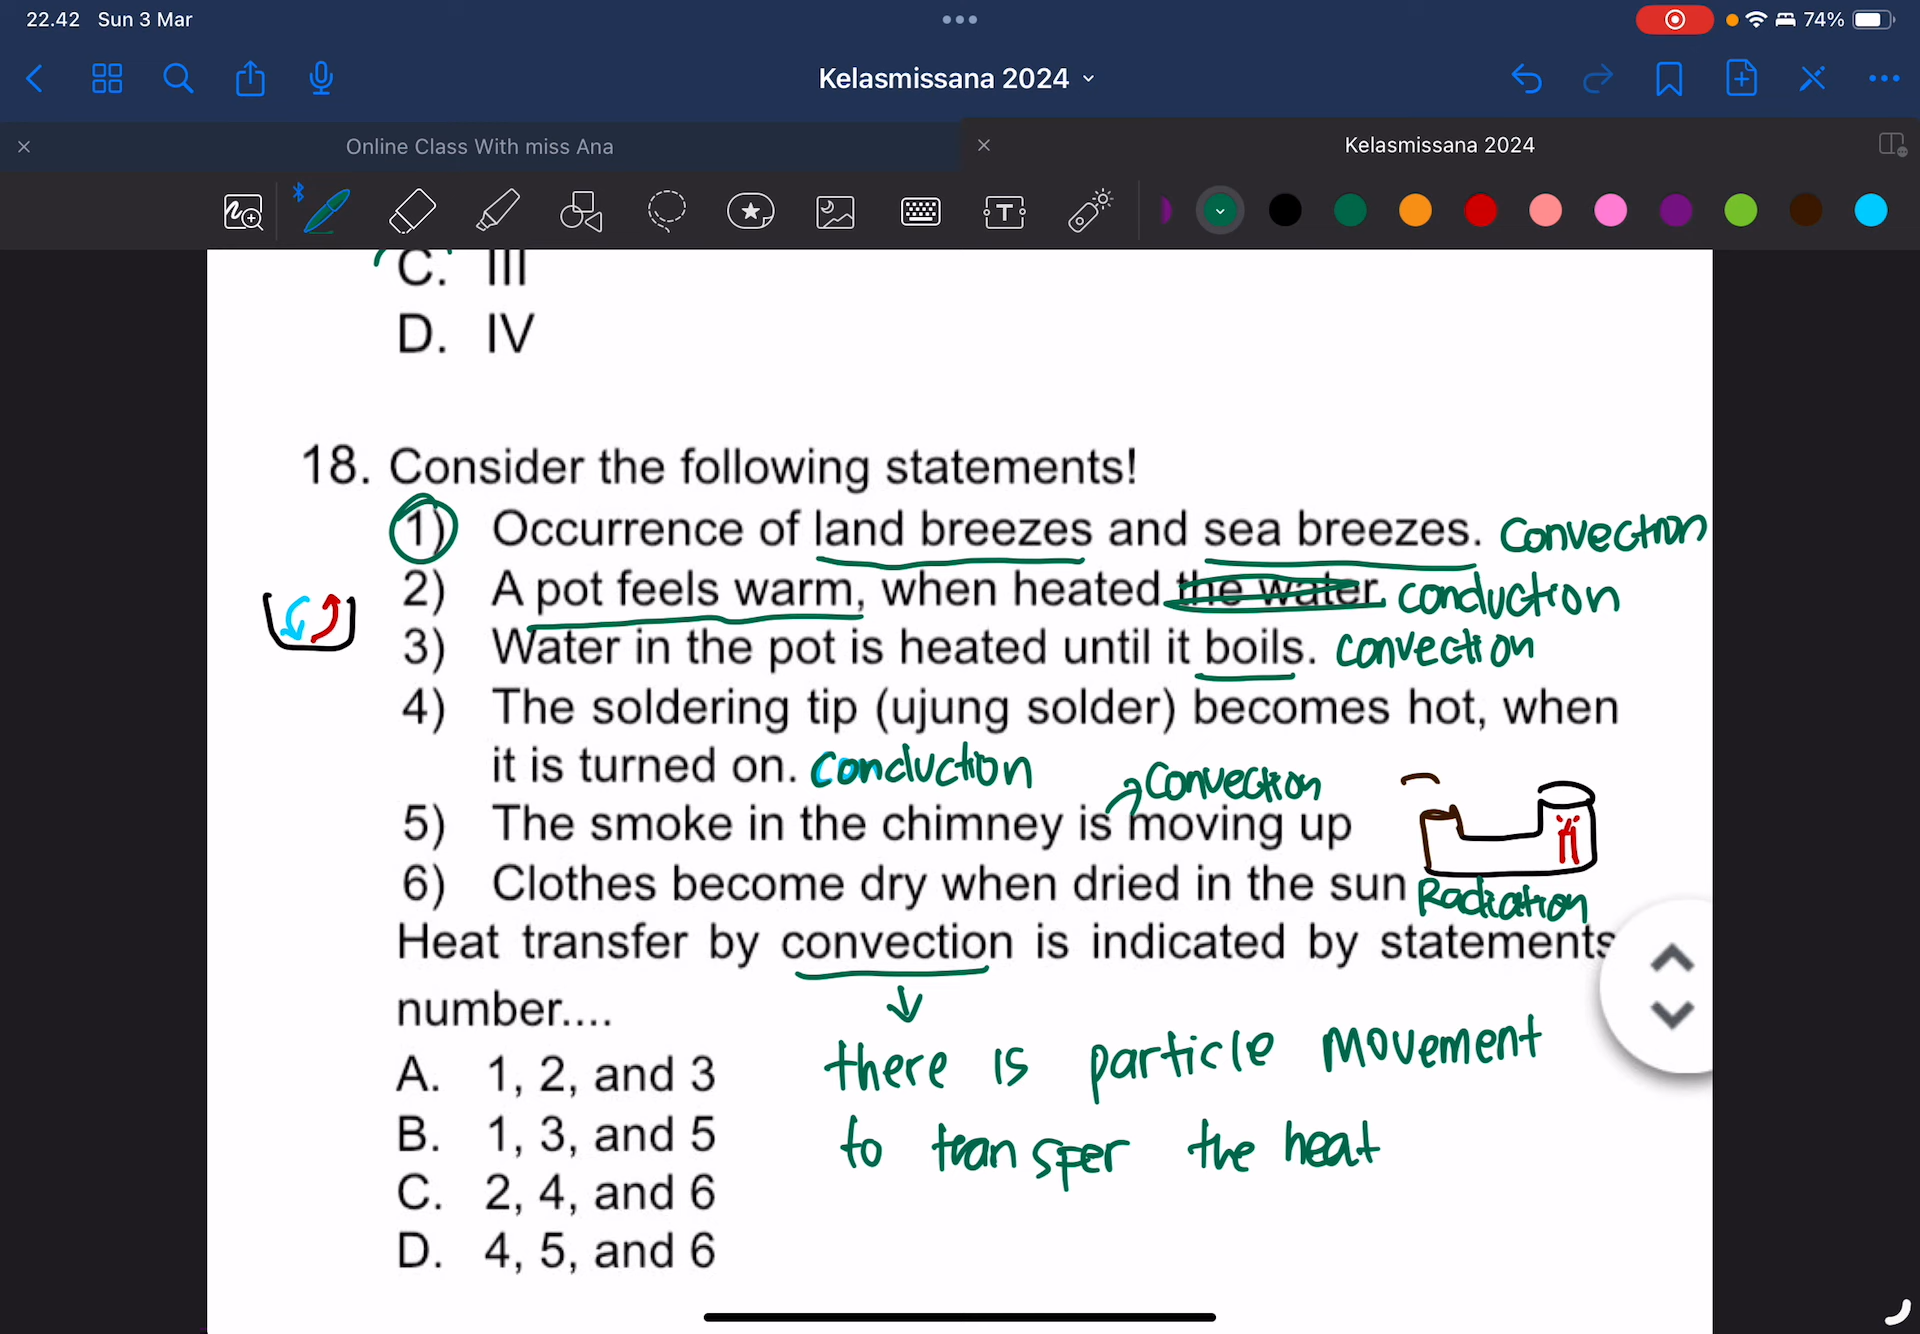 22.42 Sun 3 Mar
74%
Kelasmissana 2024
Online Class With miss Ana
Kelasmissana 2024
T
C. III
D. IV
18. Consider the following statements!
1) Occurrence of land breezes and sea breezes. Convection
2) A pot feels warm, when heated the water. conduction
3) Water in the pot is heated until it boils. convection
4) The soldering tip (ujung solder) becomes hot, when
it is turned on. conduction
Convection
5) The smoke in the chimney is moving up
6) Clothes become dry when dried in the sun Radiation
Heat transfer by convection is indicated by statements
number....
there is particle movement
to transfer the heat
A. 1, 2, and 3
B. 1, 3, and 5
C. 2, 4, and 6
D. 4, 5, and 6